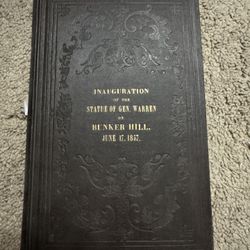 INAUGURATION
OF THE
STATUE OF GEN. WARREN
ON
BUNKER HILL,
JUNE 17, 1857.